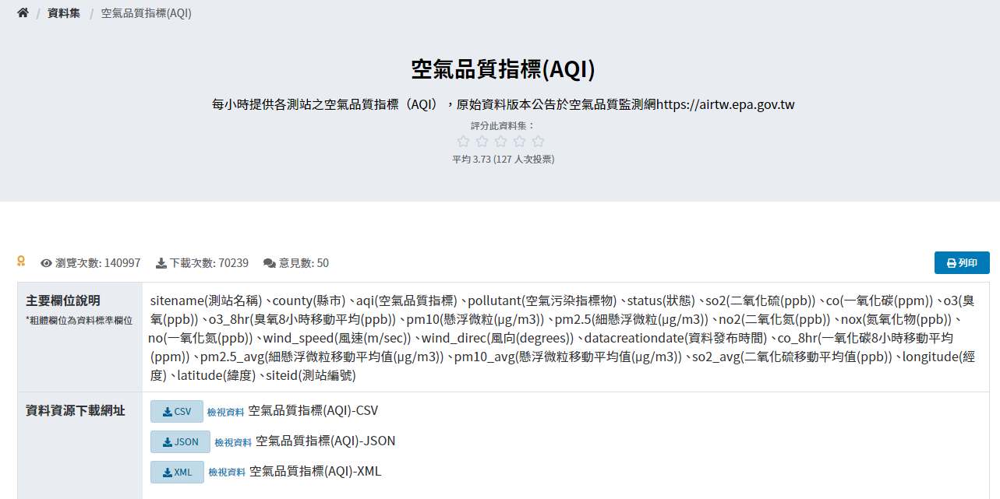 / 資料集 / 空氣品質指標(AQI)
空氣品質指標(AQI)
每小時提供各測站之空氣品質指標（AQI），原始資料版本公告於空氣品質監測網https://airtw.epa.gov.tw
評分此資料集：
平均 3.73 (127 人次投票)
瀏覽次數: 140997 下載次數: 70239 意見數: 50
列印
主要欄位說明
*粗體欄位為資料標準欄位
sitename(測站名稱)、county(縣市)、aqi(空氣品質指標)、pollutant(空氣污染指標物)、status(狀態)、so2(二氧化硫(ppb))、co(一氧化碳(ppm))、o3(臭
氧(ppb))、o3_8hr(臭氧8小時移動平均(ppb))、pm10(懸浮微粒(μg/m3))、pm2.5(細懸浮微粒(μg/m3))、no2(二氧化氮(ppb))、nox(氮氧化物(ppb))、
no(一氧化氮(ppb))、wind_speed(風速(m/sec))、wind_direc(風向(degrees))、datacreationdate(資料發布時間)、co_8hr(一氧化碳8小時移動平均
(ppm))、pm2.5_avg(細懸浮微粒移動平均值(μg/m3))、pm10_avg(懸浮微粒移動平均值(μg/m3))、so2_avg(二氧化硫移動平均值(ppb))、longitude(經
度)、latitude(緯度)、siteid(測站編號)
資料資源下載網址
CSV 檢視資料 空氣品質指標(AQI)-CSV
JSON 檢視資料 空氣品質指標(AQI)-JSON
XML 檢視資料 空氣品質指標(AQI)-XML